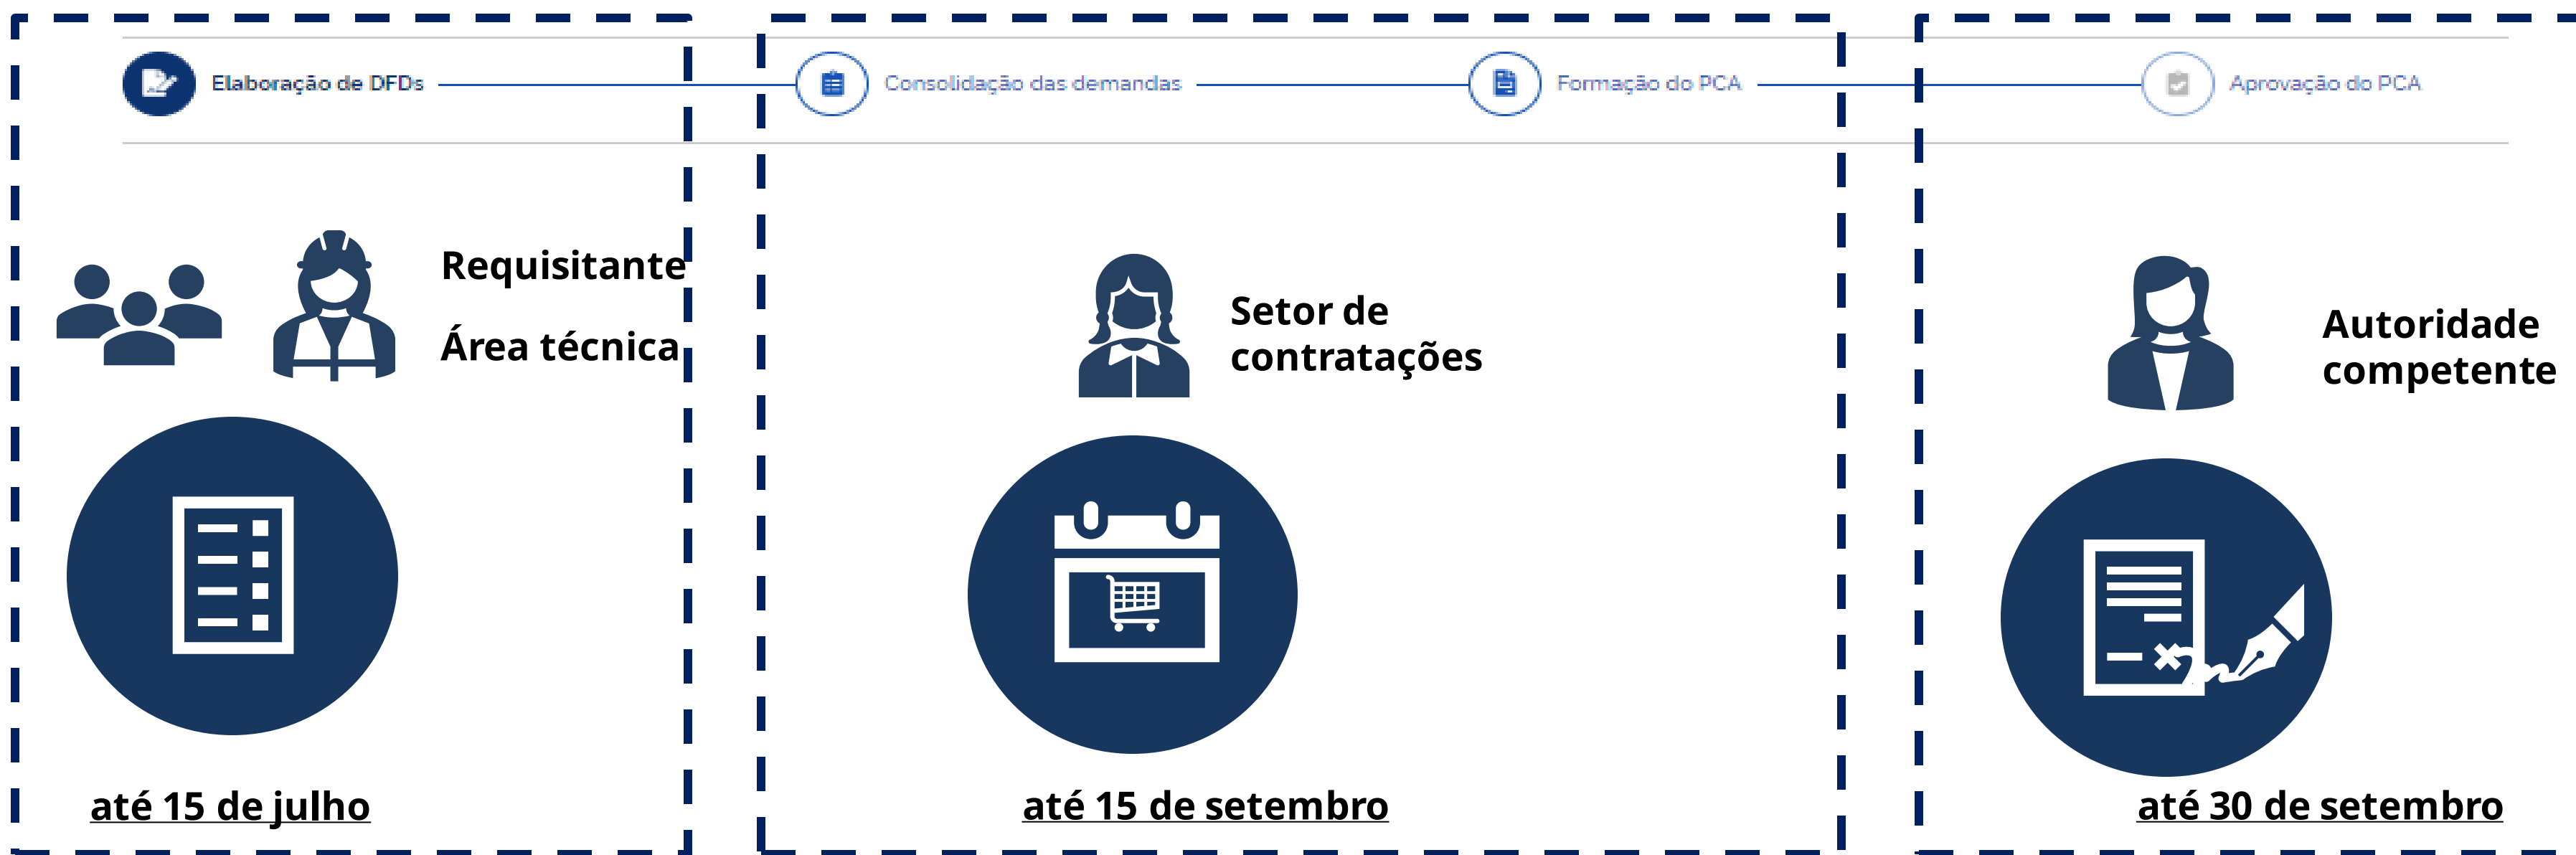 Elaboração de DFDs
Consolidação das demandas
Formação do PCA
Aprovação do PCA
Requisitante
Área técnica
até 15 de julho
Setor de
contratações
até 15 de setembro
Autoridade
competente
até 30 de setembro